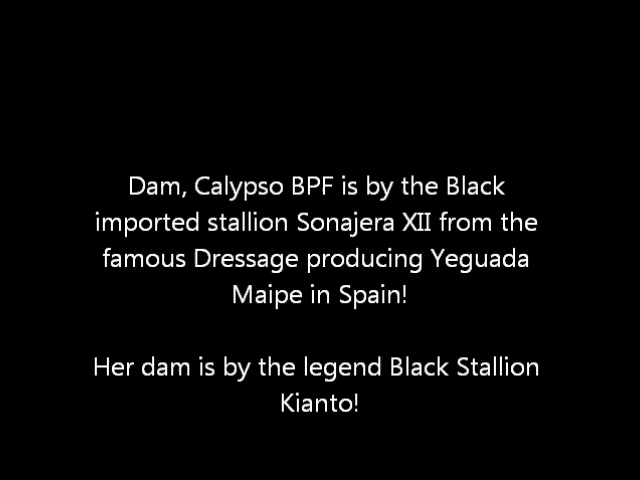 Dam, Calypso BPF is by the Black
imported stallion Sonajera XII from the
famous Dressage producing Yeguada
Maipe in Spain!
Her dam is by the legend Black Stallion
Kianto!